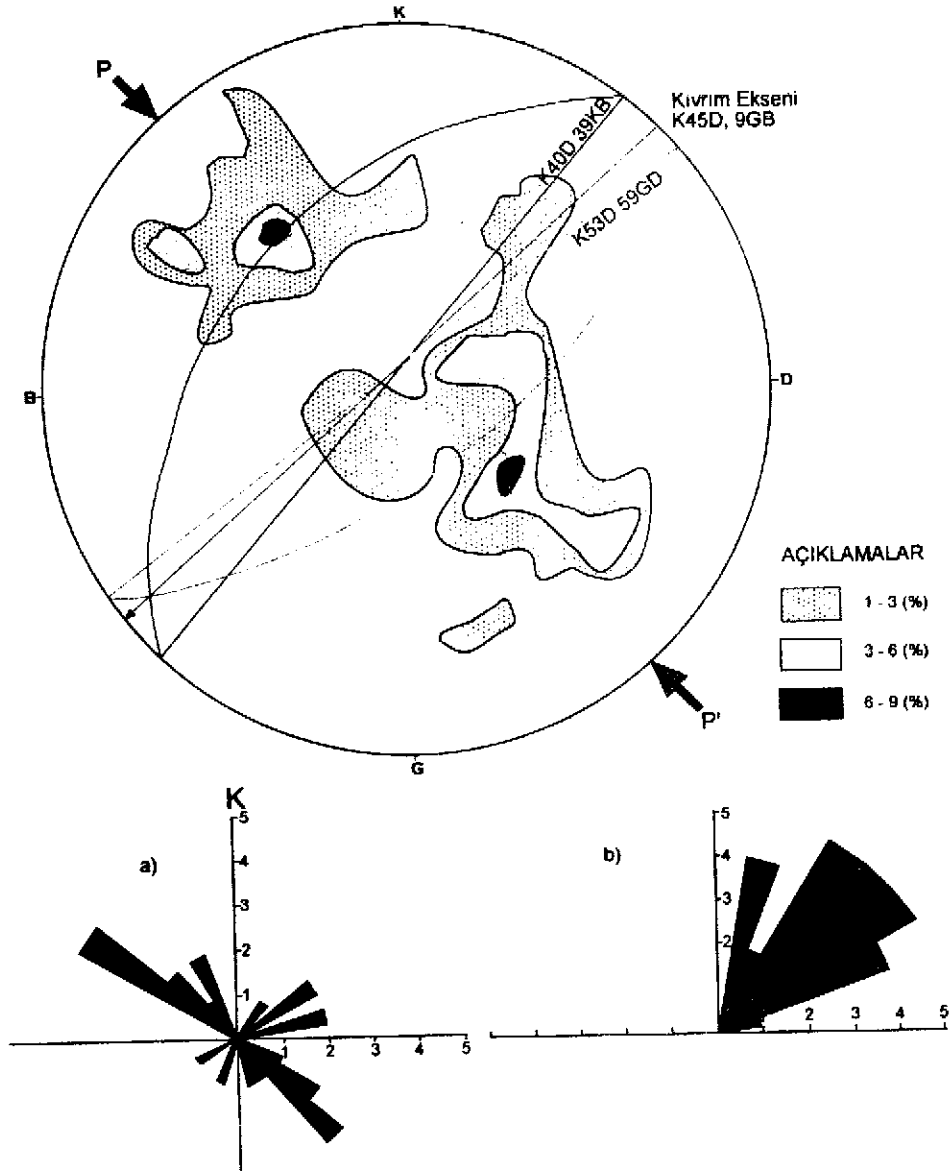 K
P
Kıvrım Ekseni
K45D, 9GB
K40D 39KB
K53D 59GD
B
D
AÇIKLAMALAR
1 - 3 (%)
3 - 6 (%)
6 - 9 (%)
P'
G
K
a)
5
4
3
2
1
1 2 3 4 5
b)
5
4
3
2
2 3 4 5